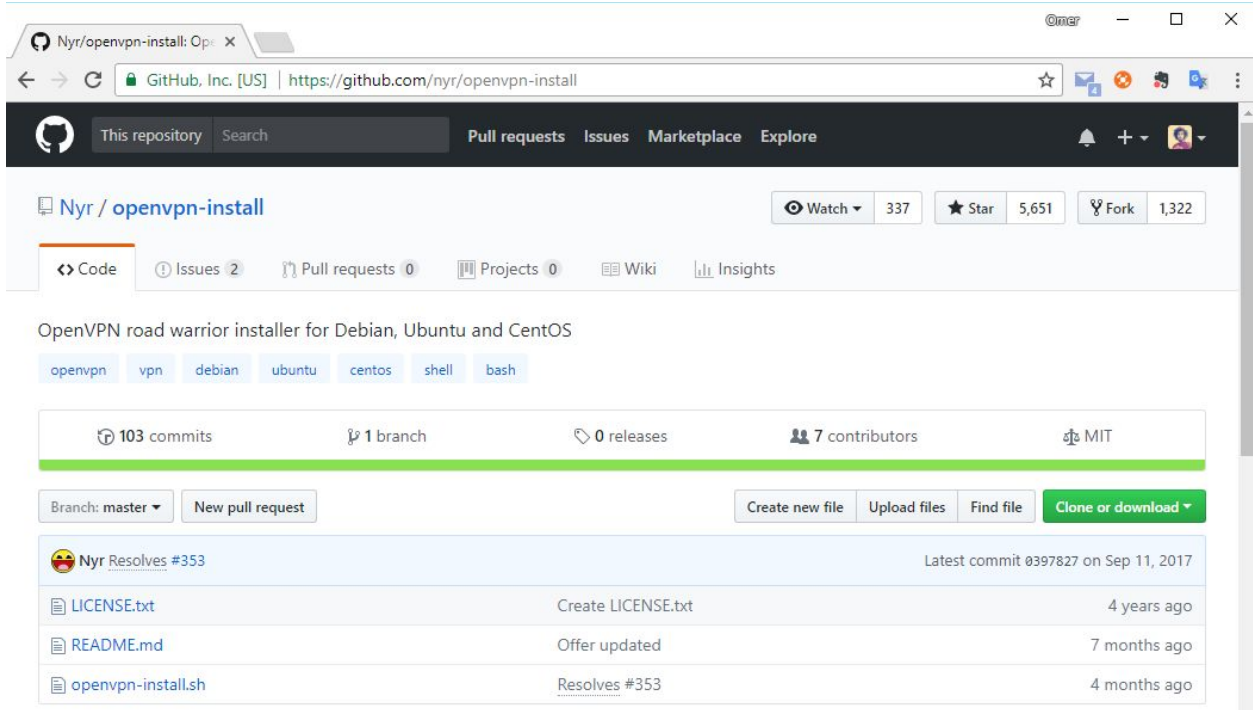 Omer
Nyr/openvpn-install: Ope
GitHub, Inc. [US] | https://github.com/nyr/openvpn-install
4
This repository Search Pull requests Issues Marketplace Explore
Nyr / openvpn-install Watch 337 Star 5,651 Fork 1,322
Code Issues 2 Pull requests 0 Projects 0 Wiki Insights
OpenVPN road warrior installer for Debian, Ubuntu and CentOS
openvpn vpn debian ubuntu centos shell bash
103 commits 1 branch 0 releases 7 contributors MIT
Branch: master New pull request Create new file Upload files Find file Clone or download
Nyr Resolves #353 Latest commit 0397827 on Sep 11, 2017
LICENSE.txt Create LICENSE.txt 4 years ago
README.md Offer updated 7 months ago
openvpn-install.sh Resolves #353 4 months ago